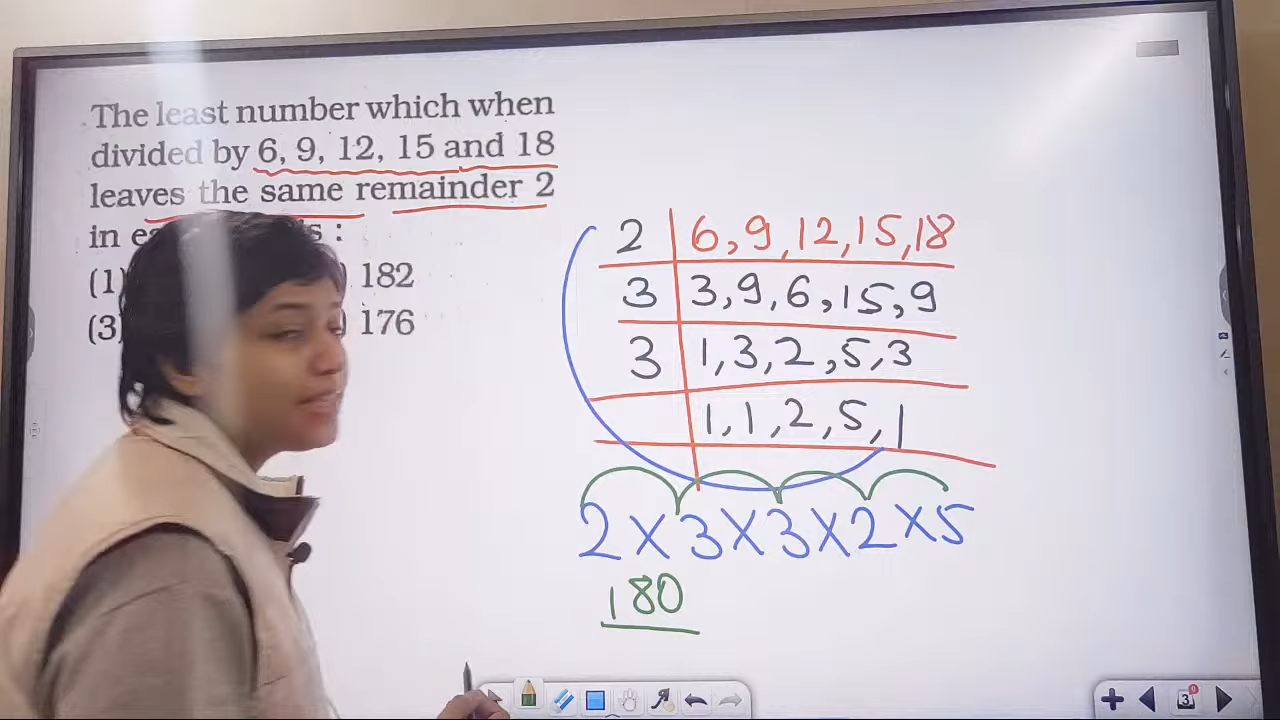 The least number which when
divided by 6, 9, 12, 15 and 18
leaves the same remainder 2
in :
(1) 182
(3) 176
2 | 6, 9, 12, 15, 18
3 | 3, 9, 6, 15, 9
3 | 1, 3, 2, 5, 3
1, 1, 2, 5, 1
2 X 3 X 3 X 2 X 5
180
3